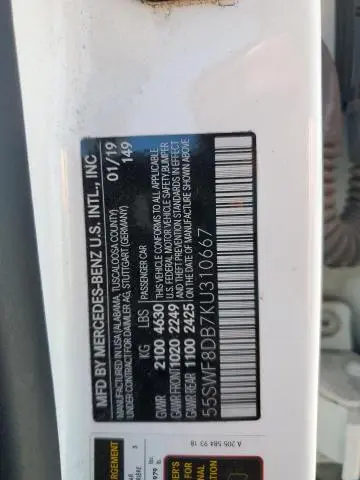 MFD BY MERCEDES-BENZ U.S. INTL., INC
MANUFACTURED IN USA (ALABAMA, TUSCALOOSA COUNTY)
FOR DAIMLER AG, STUTTGART (GERMANY)
01/19
149
KG LBS
GVWR 2100 4630
GAWR FRONT 1020 2249
GAWR REAR 1100 2425
PASSENGER CAR
THIS VEHICLE CONFORMS TO ALL APPLICABLE
U.S. FEDERAL MOTOR VEHICLE SAFETY, BUMPER
AND THEFT PREVENTION STANDARDS IN EFFECT
ON THE DATE OF MANUFACTURE SHOWN ABOVE
55SWF8DB7KU310667
A 205 584 93 18